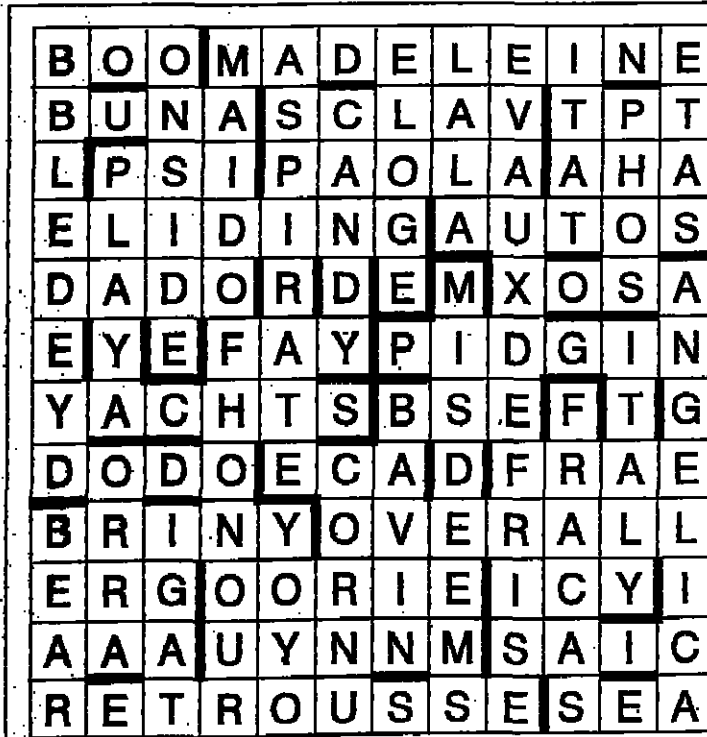 BOOMADELEINE
BUNASCLAVTPT
LPSIPAOLAAHA
ELIDINGAUTOS
DADORDEMXOSA
EYEFAYPIDGIN
YACHTSBSEFTG
DODOECADFRAE
BRINYOVERALL
ERGOORIEICYI
AAAUYNNMSAIC
RETROUSSESEA